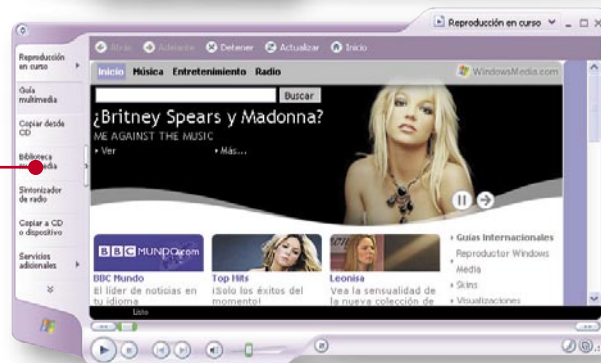 Reproducción en curso
Reproducción
en curso
Guía
multimedia
Copiar desde
CD
Biblioteca
multimedia
Sintonizador
de radio
Copiar a CD
o dispositivo
Servicios
adicionales
Atrás Adelante Detener Actualizar Inicio
Inicio Música Entretenimiento Radio WindowsMedia.com
Buscar
¿Britney Spears y Madonna?
ME AGAINST THE MUSIC
Ver Más...
BBC MUNDO.com
BBC Mundo
El líder de noticias en
tu idioma
Top Hits
¡Solo los éxitos del
momento!
Leonisa
Vea la sensualidad de
la nueva colección de
Guías Internacionales
Reproductor Windows
Media
Skins
Visualizaciones
Listo